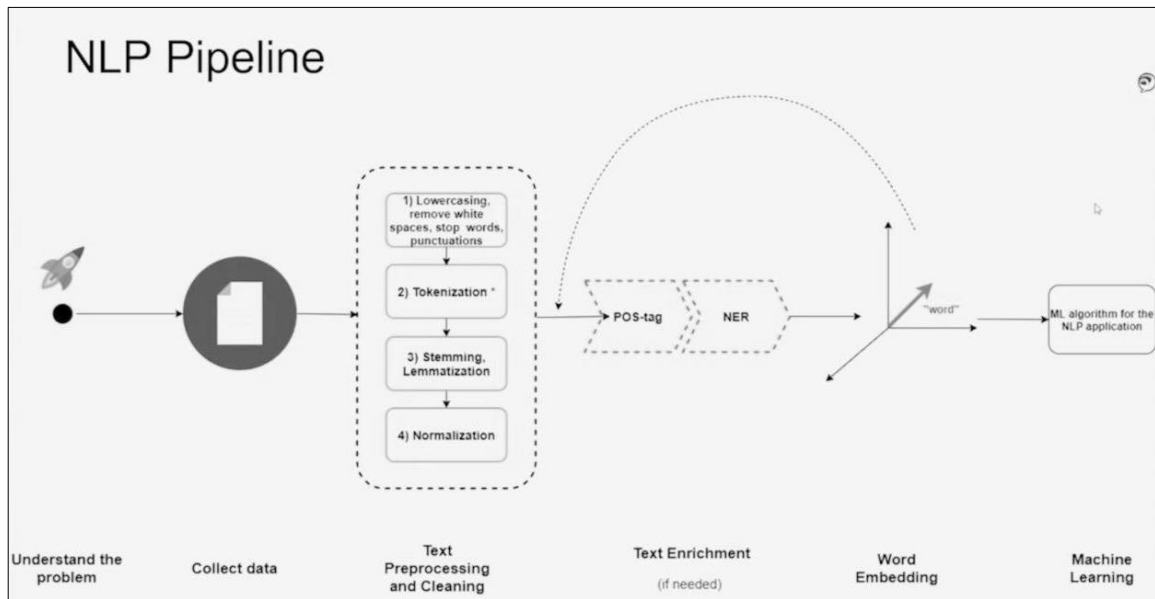 NLP Pipeline
1) Lowercasing,
remove white
spaces, stop words,
punctuations
2) Tokenization *
3) Stemming,
Lemmatization
4) Normalization
POS-tag
NER
"word"
ML algorithm for the
NLP application
Understand the
problem
Collect data
Text
Preprocessing
and Cleaning
Text Enrichment
(if needed)
Word
Embedding
Machine
Learning